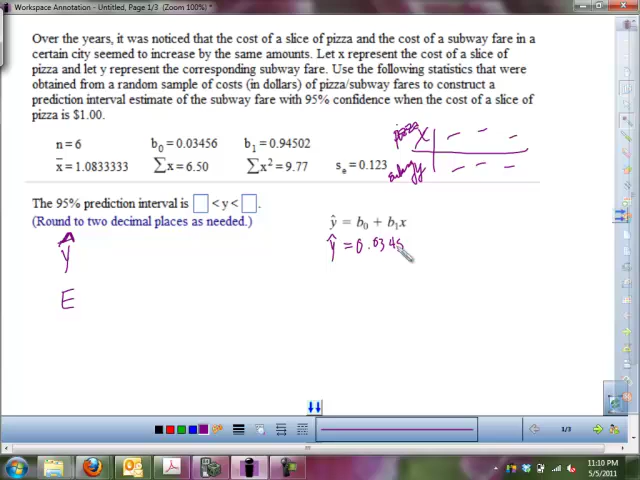 Workspace Annotation - Untitled, Page 1/3 (Zoom 100%) *
Over the years, it was noticed that the cost of a slice of pizza and the cost of a subway fare in a
certain city seemed to increase by the same amounts. Let x represent the cost of a slice of
pizza and let y represent the corresponding subway fare. Use the following statistics that were
obtained from a random sample of costs (in dollars) of pizza/subway fares to construct a
prediction interval estimate of the subway fare with 95% confidence when the cost of a slice of
pizza is $1.00.
pizza x
n = 6 b₀ = 0.03456 b₁ = 0.94502
x̅ = 1.0833333 ∑x = 6.50 ∑x² = 9.77 sₑ = 0.123
subway y
The 95% prediction interval is < y < .
(Round to two decimal places as needed.)
ŷ = b₀ + b₁x
ŷ = 0.0345
ŷ
E
1/3
11:10 PM
5/5/2011